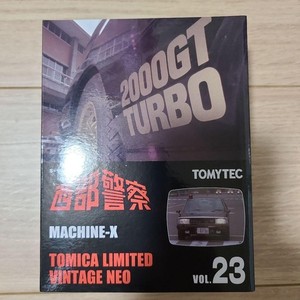 2000GT
TURBO
TOMYTEC
西部警察
MACHINE-X
TOMICA LIMITED
VINTAGE NEO
VOL.23